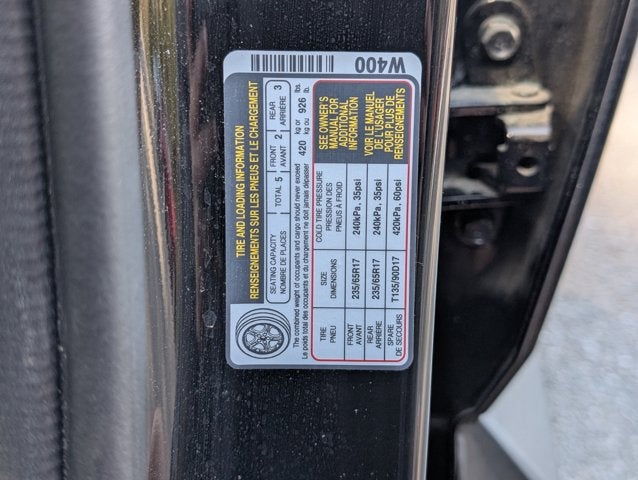 TIRE AND LOADING INFORMATION
RENSEIGNEMENTS SUR LES PNEUS ET LE CHARGEMENT
SEATING CAPACITY TOTAL 5 FRONT 2 REAR 3
NOMBRE DE PLACES AVANT ARRIÈRE
The combined weight of occupants and cargo should never exceed 420 kg or 926 lbs.
Le poids total des occupants et du chargement ne doit jamais dépasser kg ou lb.
TIRE SIZE COLD TIRE PRESSURE
PNEU DIMENSIONS PRESSION DES
PNEUS À FROID
FRONT 235/65R17 240kPa, 35psi
AVANT
REAR 235/65R17 240kPa, 35psi
ARRIÈRE
SPARE T135/90D17 420kPa, 60psi
DE SECOURS
SEE OWNER'S
MANUAL FOR
ADDITIONAL
INFORMATION
VOIR LE MANUEL
DE L'USAGER
POUR PLUS DE
RENSEIGNEMENTS
W400